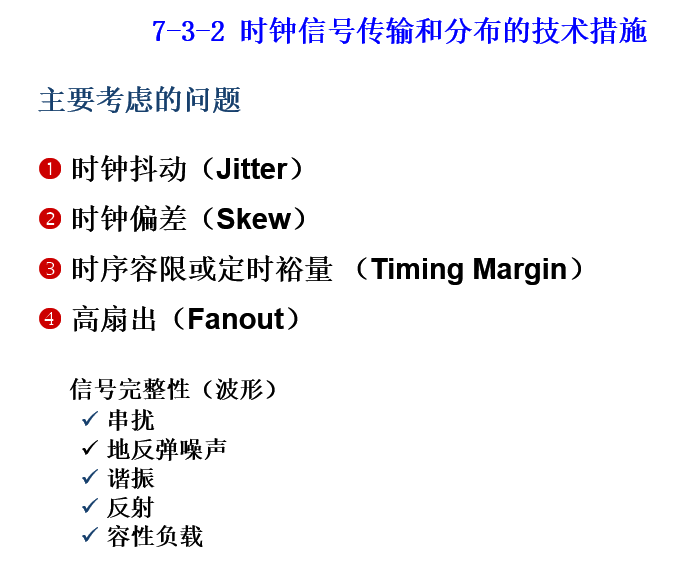 7-3-2 时钟信号传输和分布的技术措施
主要考虑的问题
❶ 时钟抖动（Jitter）
❷ 时钟偏差（Skew）
❸ 时序容限或定时裕量 （Timing Margin）
❹ 高扇出（Fanout）
信号完整性（波形）
✓ 串扰
✓ 地反弹噪声
✓ 谐振
✓ 反射
✓ 容性负载